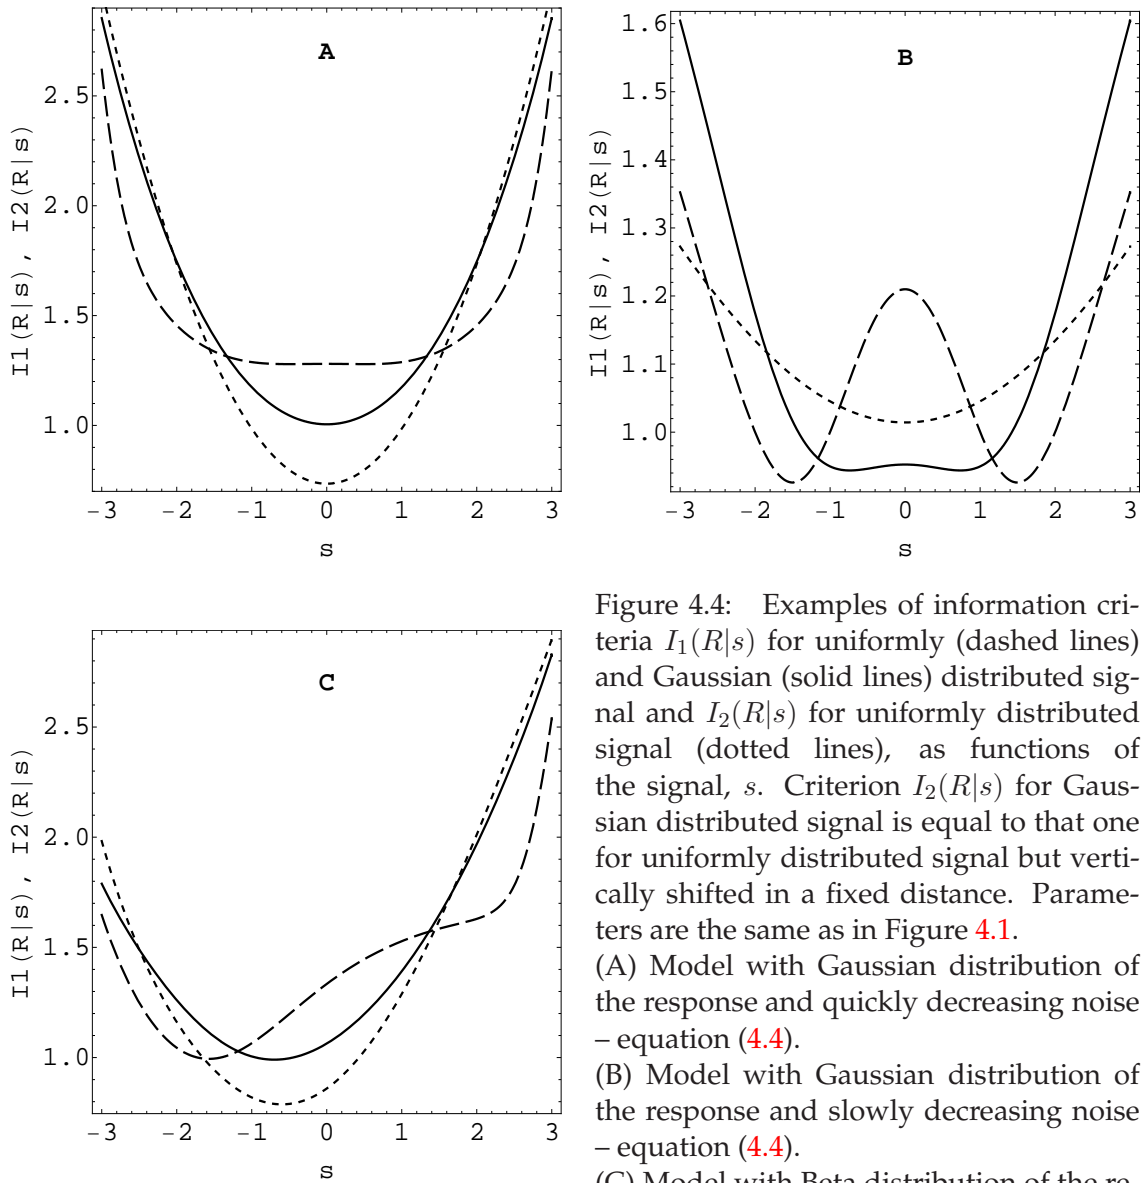 A
2.5
2.0
1.5
1.0
I1(R|s), I2(R|s)
-3 -2 -1 0 1 2 3
s
B
1.6
1.5
1.4
1.3
1.2
1.1
1.0
I1(R|s), I2(R|s)
-3 -2 -1 0 1 2 3
s
C
2.5
2.0
1.5
1.0
I1(R|s), I2(R|s)
-3 -2 -1 0 1 2 3
s
Figure 4.4: Examples of information cri-
teria I₁(R|s) for uniformly (dashed lines)
and Gaussian (solid lines) distributed sig-
nal and I₂(R|s) for uniformly distributed
signal (dotted lines), as functions of
the signal, s. Criterion I₂(R|s) for Gaus-
sian distributed signal is equal to that one
for uniformly distributed signal but verti-
cally shifted in a fixed distance. Parame-
ters are the same as in Figure 4.1.
(A) Model with Gaussian distribution of
the response and quickly decreasing noise
– equation (4.4).
(B) Model with Gaussian distribution of
the response and slowly decreasing noise
– equation (4.4).
(C) Model with Beta distribution of the re-